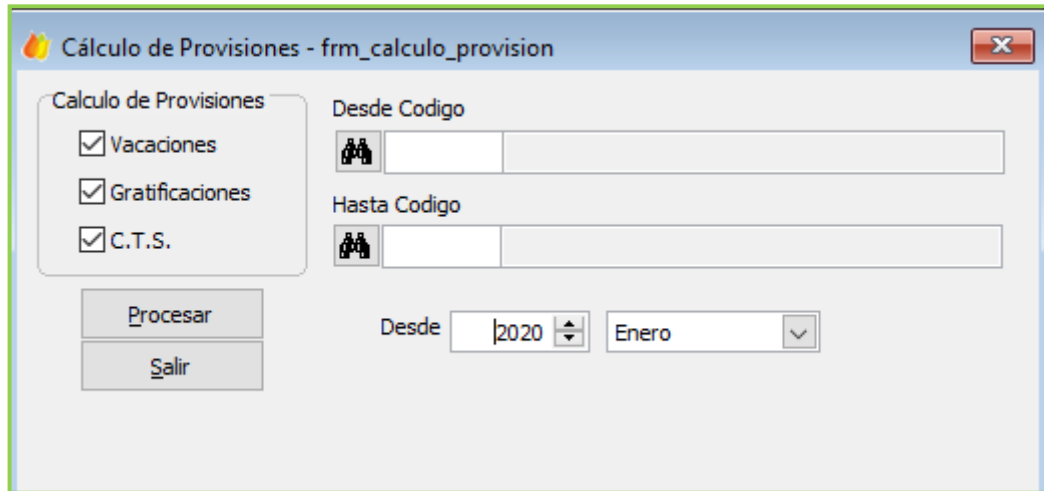 Cálculo de Provisiones - frm_calculo_provision
Calculo de Provisiones
Vacaciones
Gratificaciones
C.T.S.
Desde Codigo
Hasta Codigo
Procesar
Salir
Desde 2020 Enero